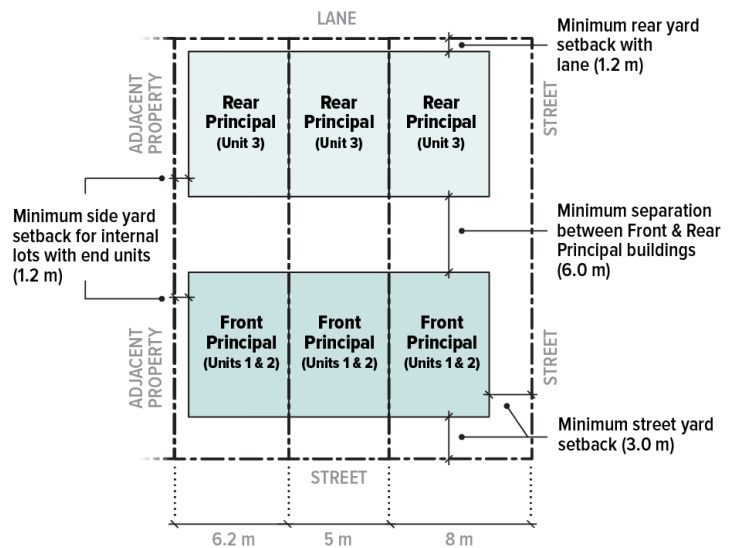 LANE
Minimum rear yard
setback with
lane (1.2 m)
ADJACENT
PROPERTY
Rear
Principal
(Unit 3)
Rear
Principal
(Unit 3)
Rear
Principal
(Unit 3)
STREET
Minimum side yard
setback for internal
lots with end units
(1.2 m)
Minimum separation
between Front & Rear
Principal buildings
(6.0 m)
ADJACENT
PROPERTY
Front
Principal
(Units 1 & 2)
Front
Principal
(Units 1 & 2)
Front
Principal
(Units 1 & 2)
STREET
Minimum street yard
setback (3.0 m)
STREET
6.2 m
5 m
8 m